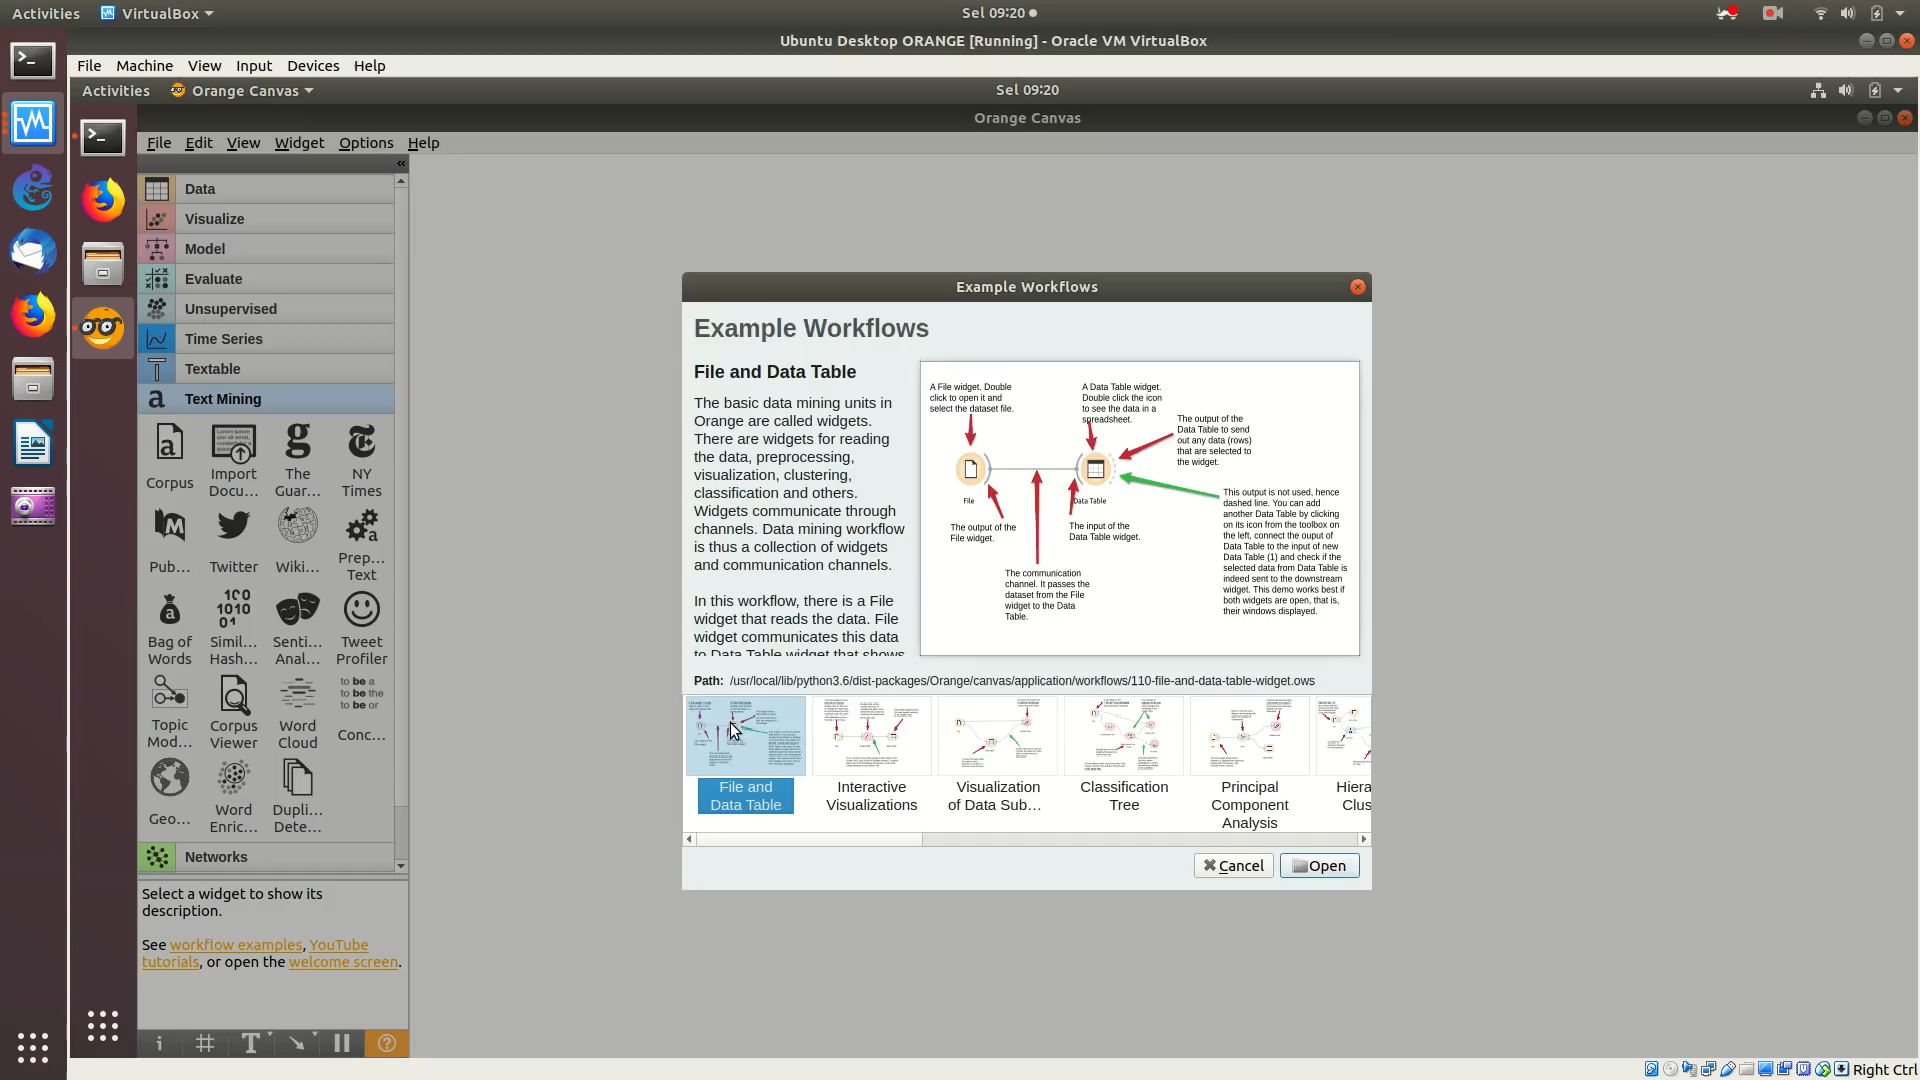 Activities VirtualBox Sel 09:20
Ubuntu Desktop ORANGE [Running] - Oracle VM VirtualBox
File Machine View Input Devices Help
Activities Orange Canvas Sel 09:20
Orange Canvas
File Edit View Widget Options Help
Data
Visualize
Model
Evaluate
Unsupervised
Time Series
Textable
Text Mining
Corpus
Import
Docu...
The
Guar...
NY
Times
Pub...
Twitter
Wiki...
Prep...
Text
Bag of
Words
Simil...
Hash...
Senti...
Anal...
Tweet
Profiler
Topic
Mod...
Corpus
Viewer
Word
Cloud
to be a
to be the
to be or
Conc...
Geo...
Word
Enric...
Dupli...
Dete...
Networks
Select a widget to show its
description.
See workflow examples, YouTube
tutorials, or open the welcome screen.
Example Workflows
Example Workflows
File and Data Table
The basic data mining units in
Orange are called widgets.
There are widgets for reading
the data, preprocessing,
visualization, clustering,
classification and others.
Widgets communicate through
channels. Data mining workflow
is thus a collection of widgets
and communication channels.
In this workflow, there is a File
widget that reads the data. File
widget communicates this data
to Data Table widget that shows
A File widget. Double
click to open it and
select the dataset file.
A Data Table widget.
Double click the icon
to see the data in a
spreadsheet.
The output of the
Data Table to send
out any data (rows)
that are selected to
the widget.
File
Data Table
The output of the
File widget.
The input of the
Data Table widget.
The communication
channel. It passes the
dataset from the File
widget to the Data
Table.
This output is not used, hence
dashed line. You can add
another Data Table by clicking
on its icon from the toolbox on
the left, connect the ouput of
Data Table to the input of new
Data Table (1) and check if the
selected data from Data Table is
indeed sent to the downstream
widget. This demo works best if
both widgets are open, that is,
their windows displayed.
Path: /usr/local/lib/python3.6/dist-packages/Orange/canvas/application/workflows/110-file-and-data-table-widget.ows
File and
Data Table
Interactive
Visualizations
Visualization
of Data Sub...
Classification
Tree
Principal
Component
Analysis
Hiera
Clus
Cancel
Open
Right Ctrl